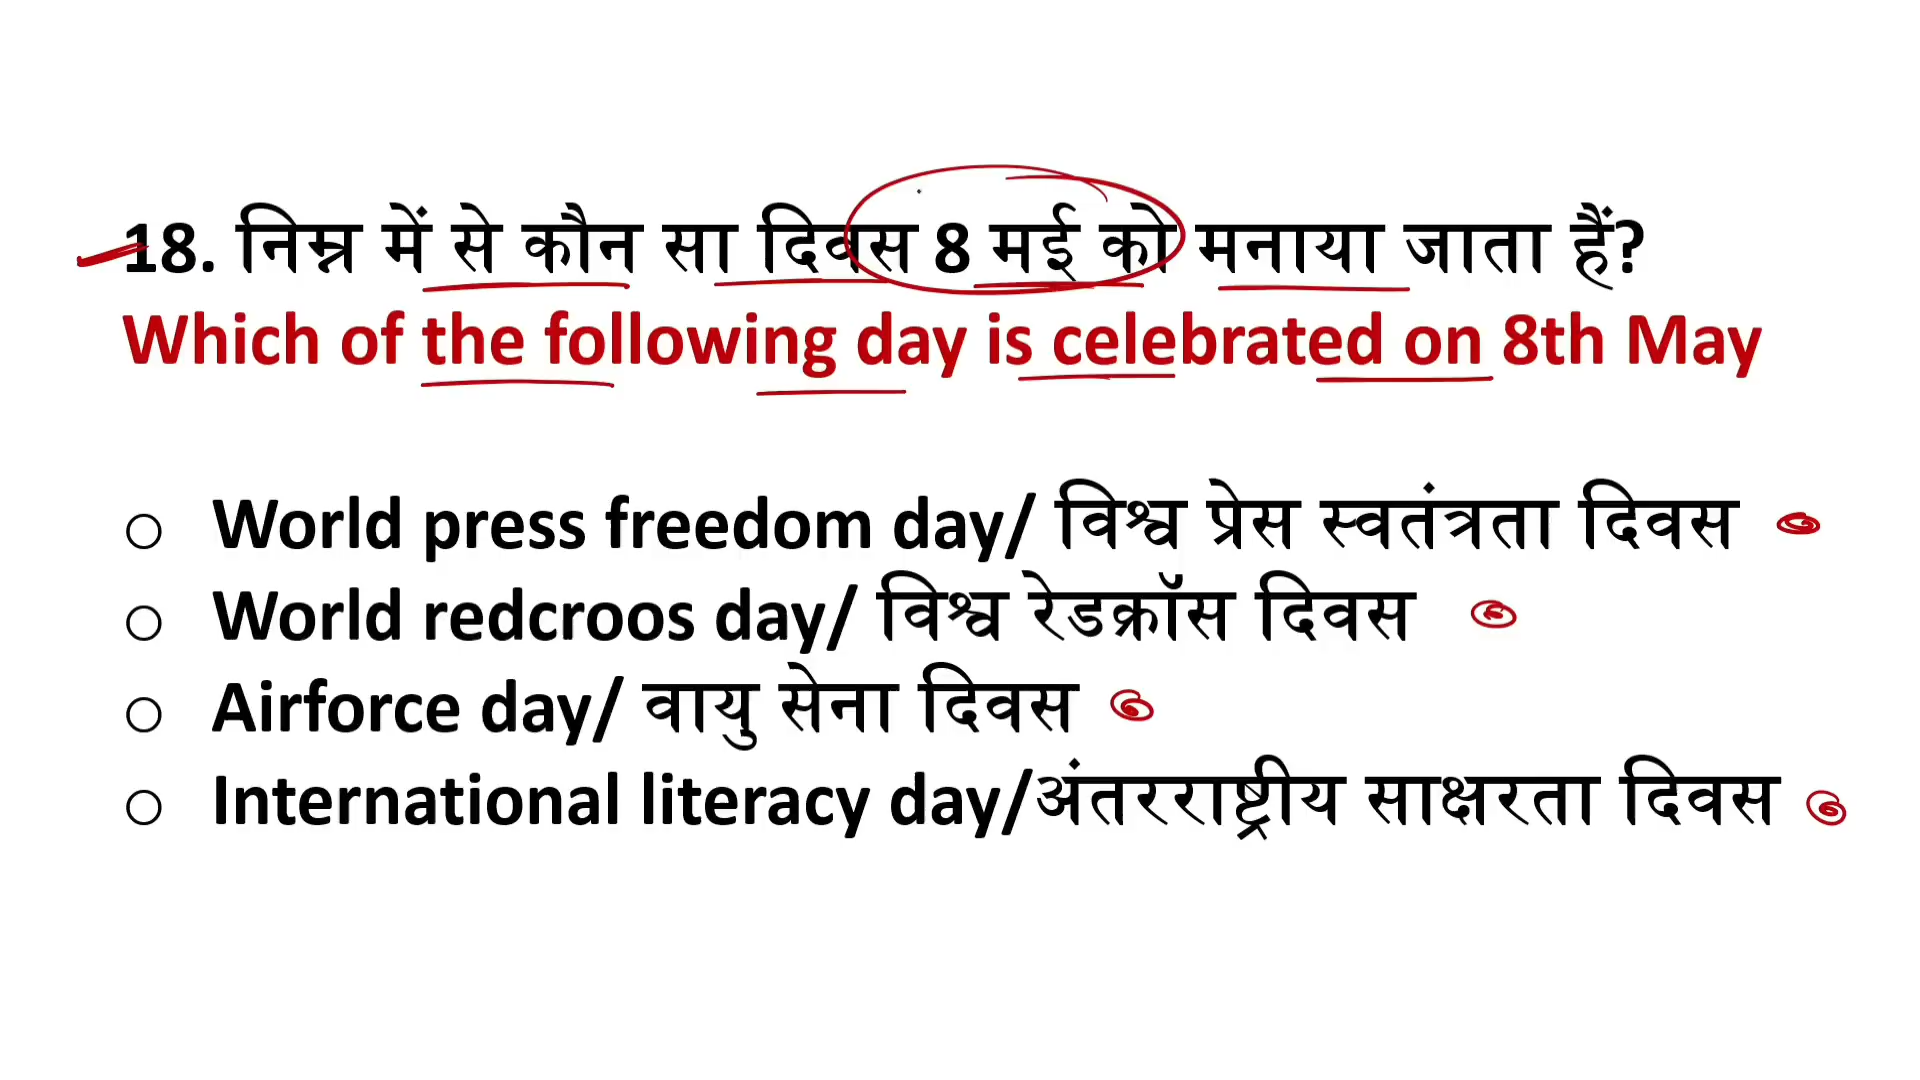 18. निम्न में से कौन सा दिवस 8 मई को मनाया जाता हैं?
Which of the following day is celebrated on 8th May
World press freedom day/ विश्व प्रेस स्वतंत्रता दिवस
World redcroos day/ विश्व रेडक्रॉस दिवस
Airforce day/ वायु सेना दिवस
International literacy day/अंतरराष्ट्रीय साक्षरता दिवस